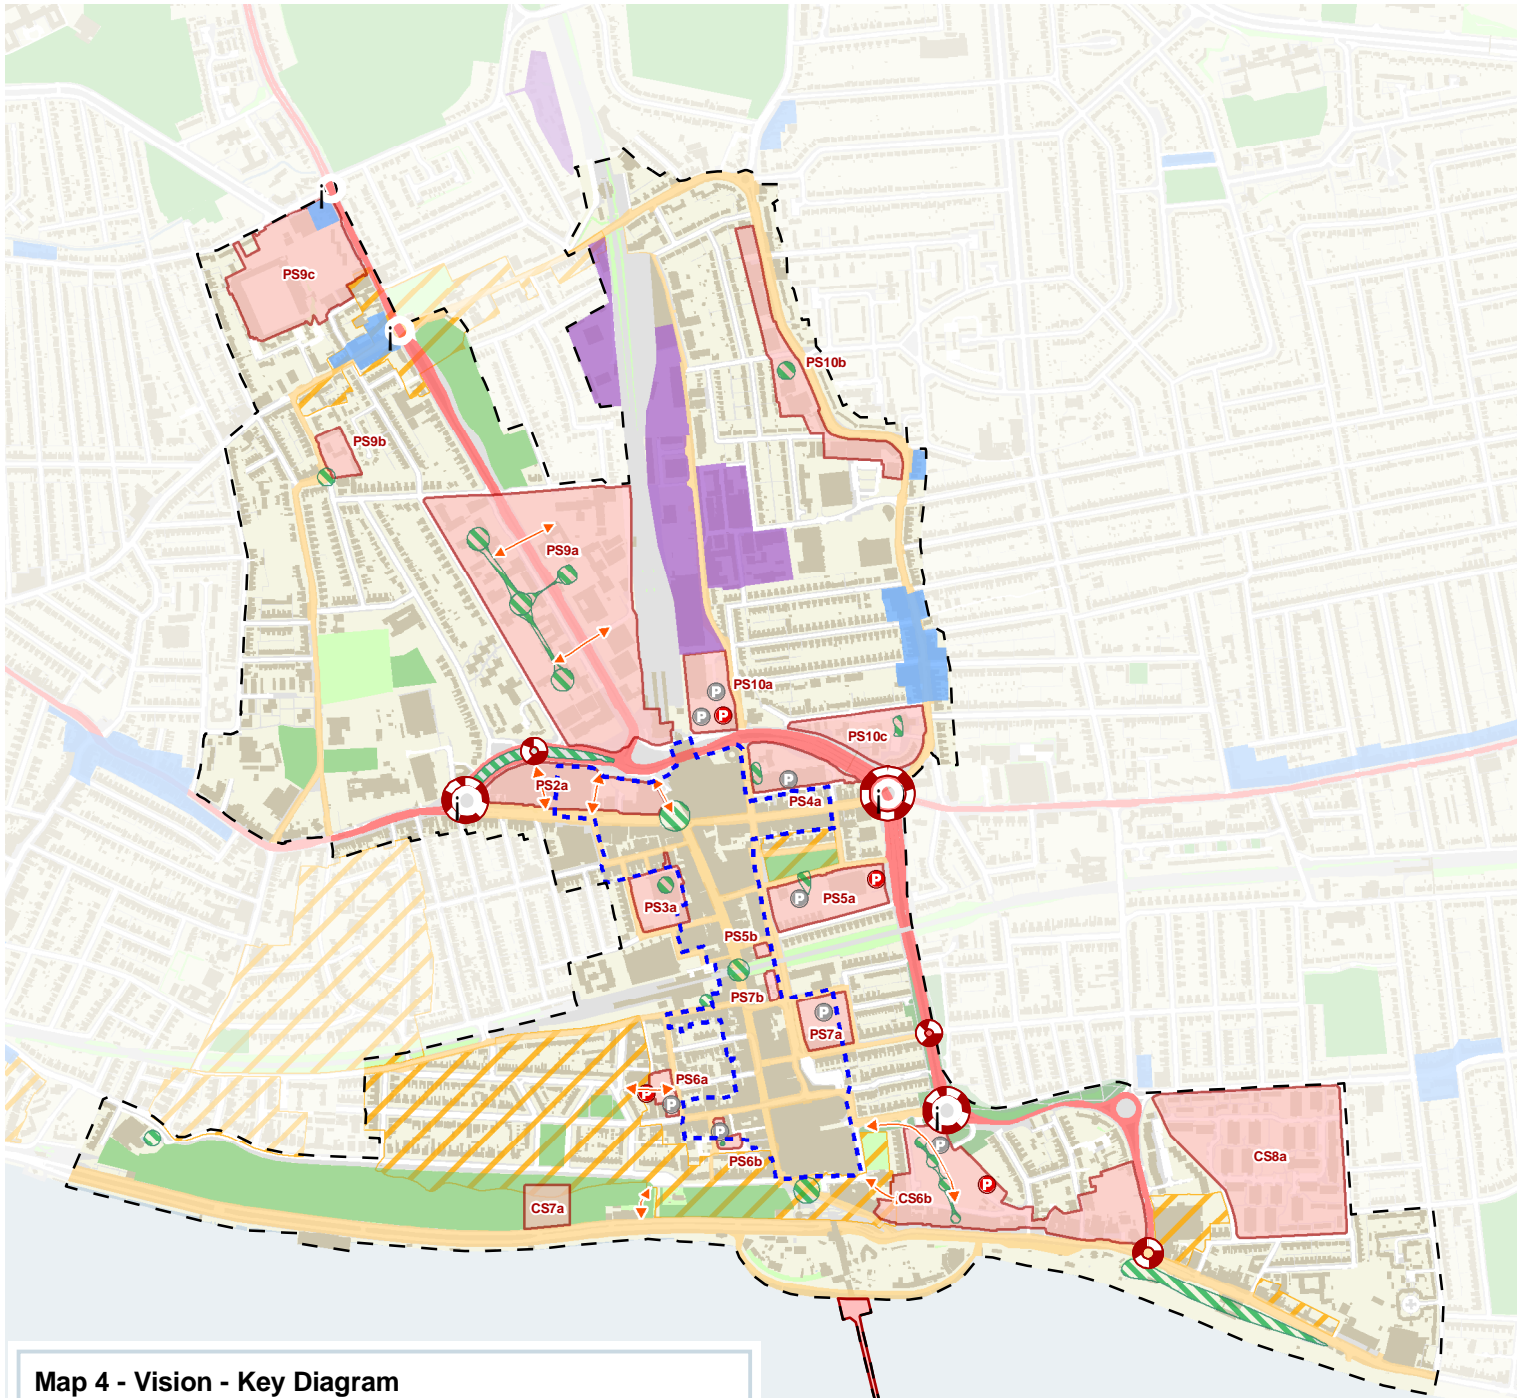 i
PS9c
i
PS10b
PS9b
PS9a
PS10a
P
P
P
PS10c
PS2a
P
i
PS4a
i
P
PS5a
P
PS3a
PS5b
PS7b
P
PS7a
PS6a
P
P
i
P
P
PS6b
CS8a
P
CS6b
CS7a
Map 4 - Vision - Key Diagram